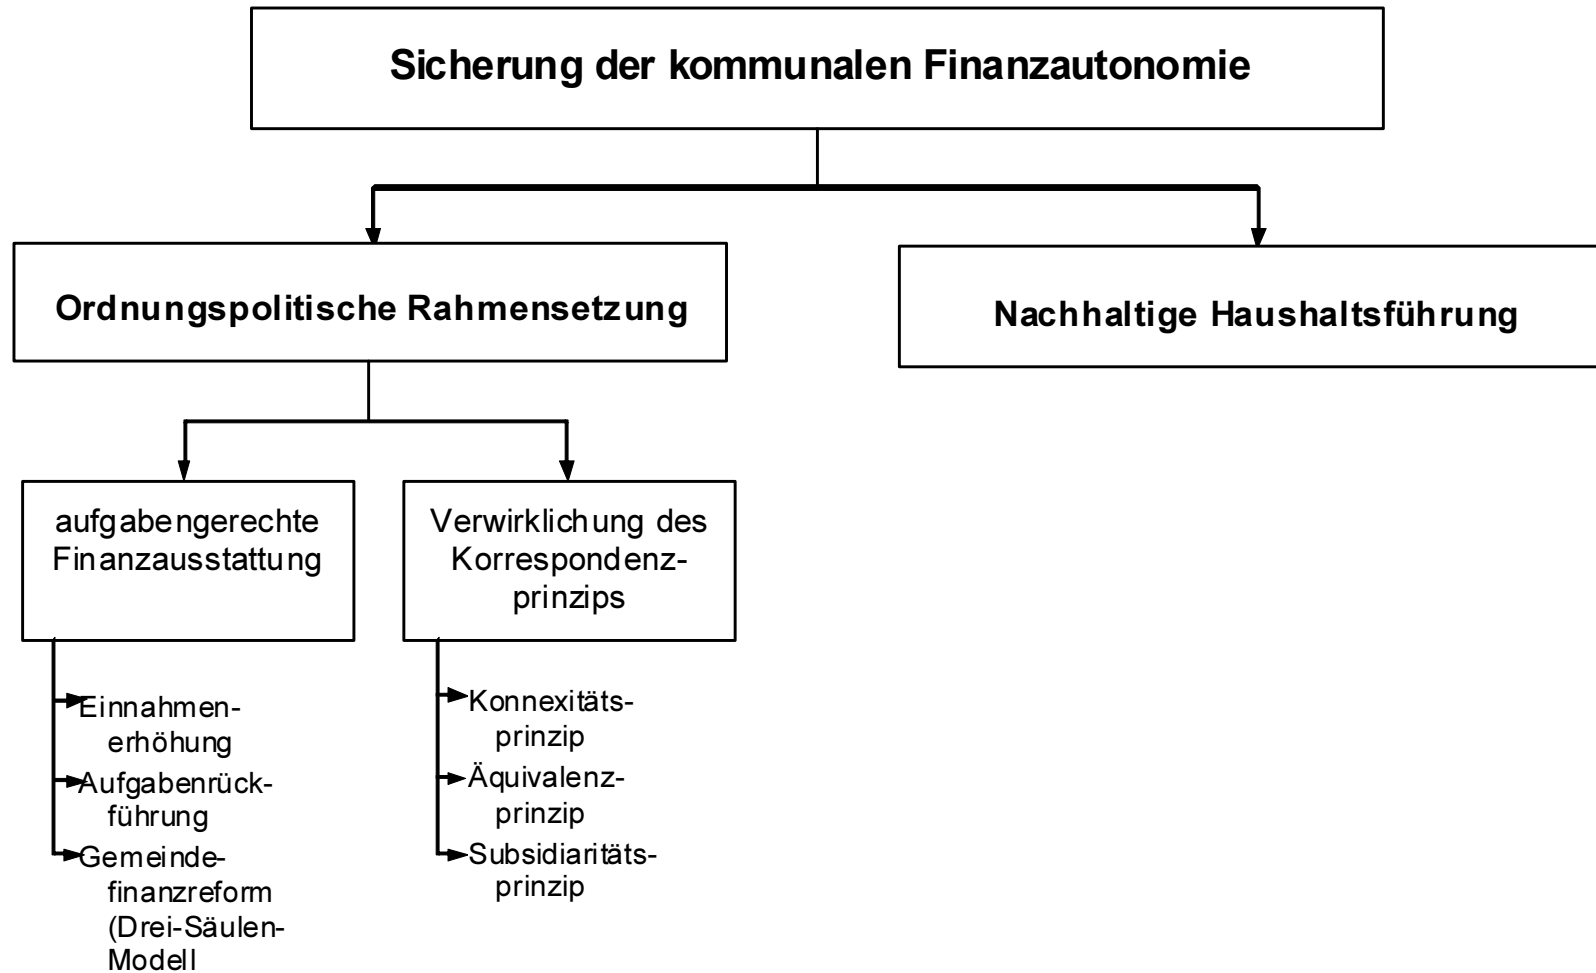 Sicherung der kommunalen Finanzautonomie
Ordnungspolitische Rahmensetzung
Nachhaltige Haushaltsführung
aufgabengerechte
Finanzausstattung
Verwirklichung des
Korrespondenz-
prinzips
Einnahmen-
erhöhung
Aufgabenrück-
führung
Gemeinde-
finanzreform
(Drei-Säulen-
Modell
Konnexitäts-
prinzip
Äquivalenz-
prinzip
Subsidiaritäts-
prinzip